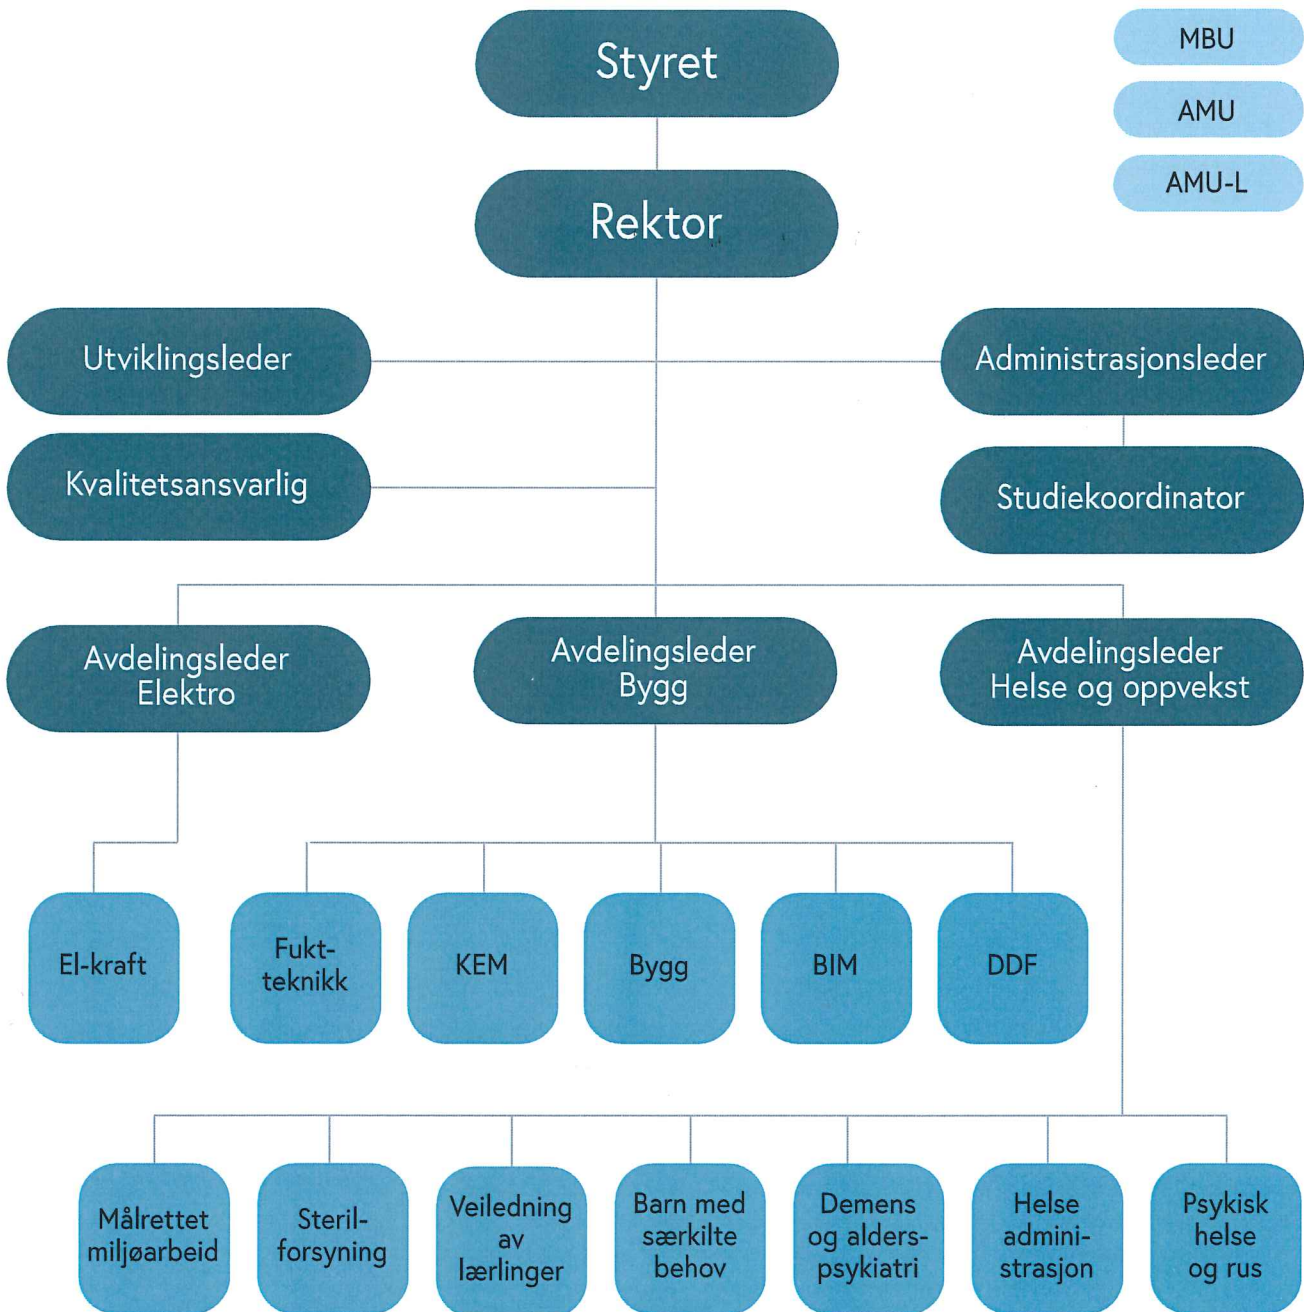 Styret
MBU
AMU
AMU-L
Rektor
Utviklingsleder
Administrasjonsleder
Kvalitetsansvarlig
Studiekoordinator
Avdelingsleder
Elektro
Avdelingsleder
Bygg
Avdelingsleder
Helse og oppvekst
El-kraft
Fukt-
teknikk
KEM
Bygg
BIM
DDF
Målrettet
miljøarbeid
Steril-
forsyning
Veiledning
av
lærlinger
Barn med
særkilte
behov
Demens
og alders-
psykiatri
Helse
admini-
strasjon
Psykisk
helse
og rus